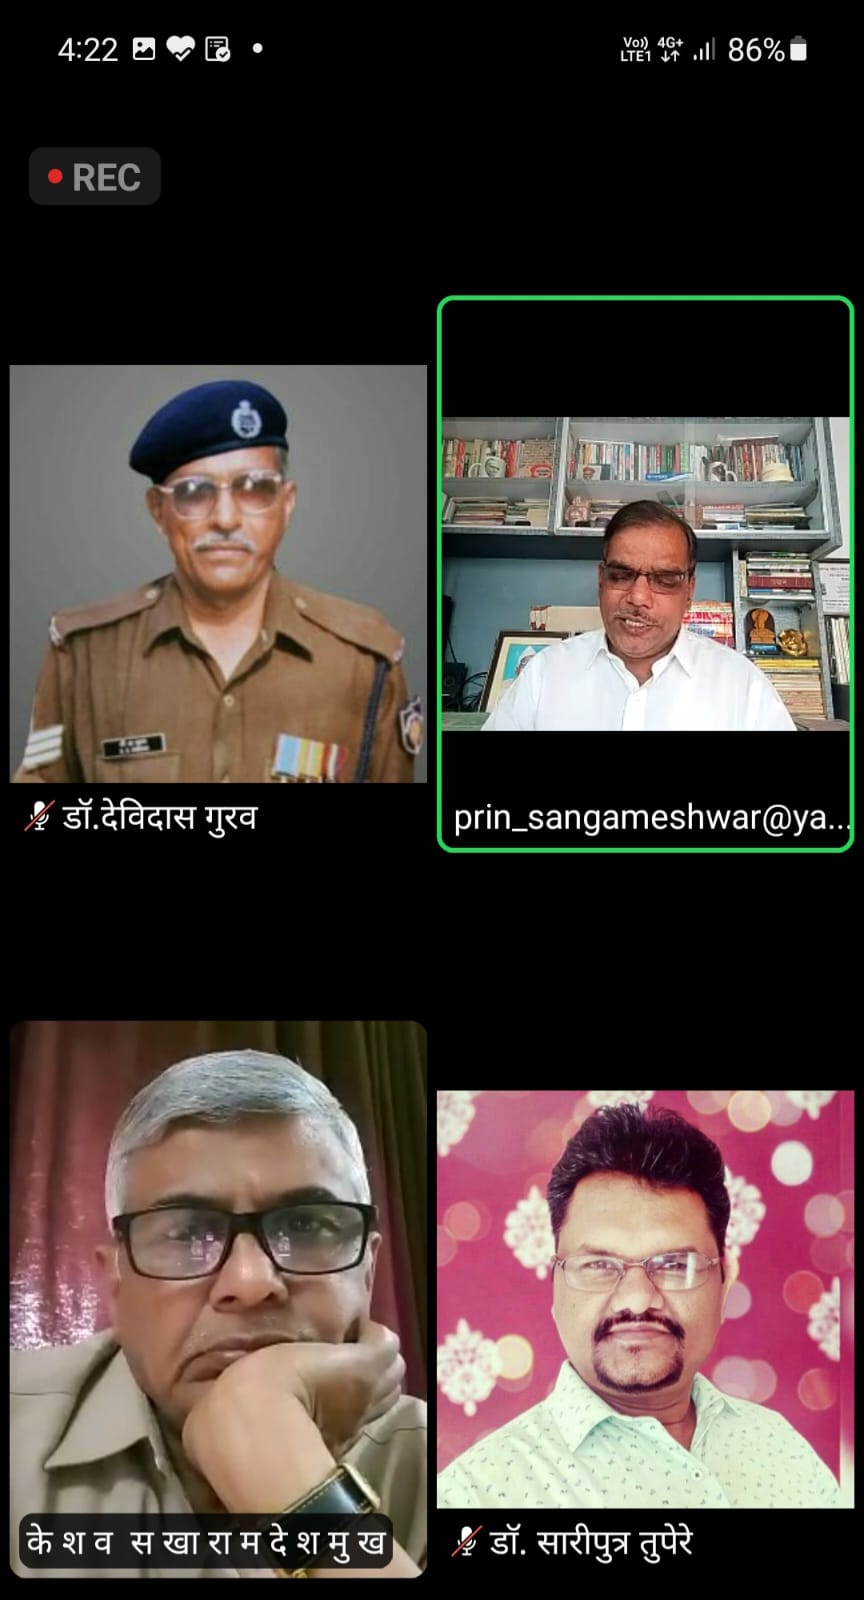 4:22
Vo)) 4G+ 86%
LTE1
REC
डॉ.देविदास गुरव
prin_sangameshwar@ya...
के श व स खा रा म दे श मु ख
डॉ. सारीपुत्र तुपेरे